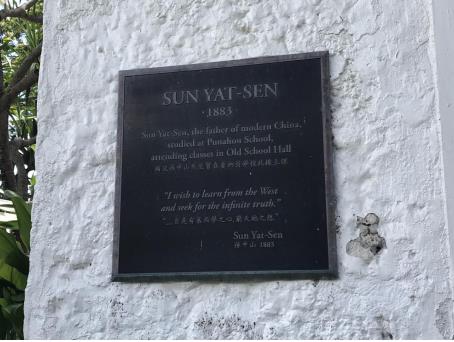 SUN YAT-SEN
· 1883 ·
Sun Yat-Sen, the father of modern China,
studied at Punahou School,
attending classes in Old School Hall
"I wish to learn from the West
and seek for the infinite truth."
Sun Yat-Sen
孫中山 1883